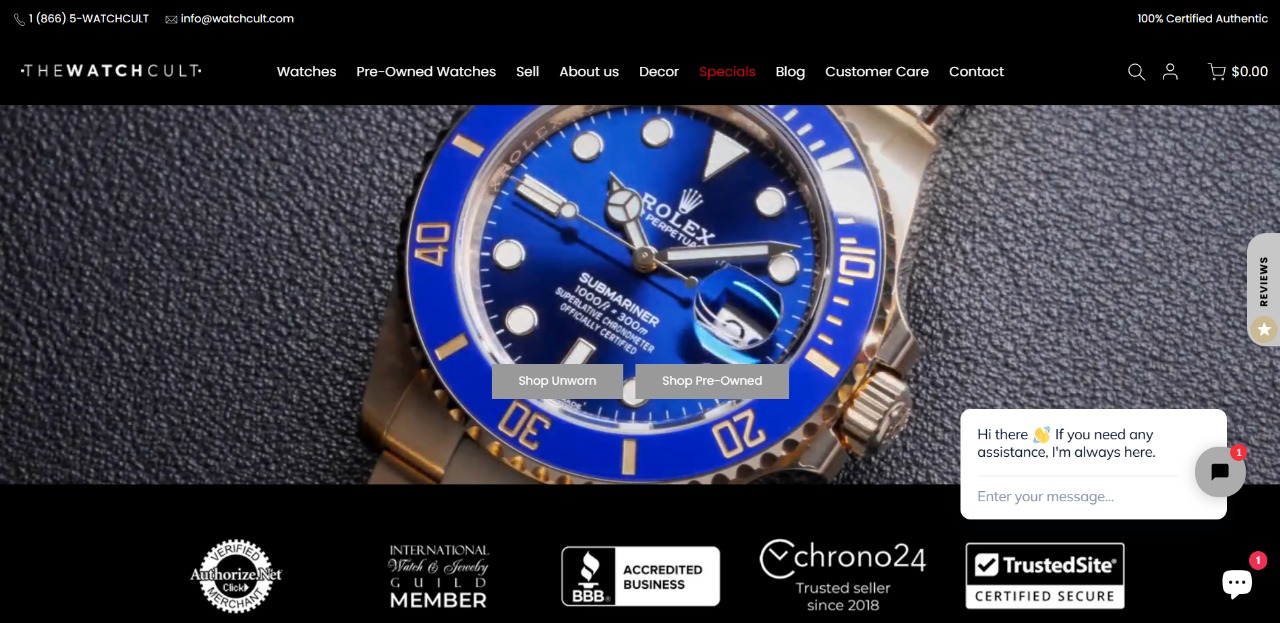 1 (866) 5-WATCHCULT info@watchcult.com 100% Certified Authentic
THEWATCHCULT Watches Pre-Owned Watches Sell About us Decor Specials Blog Customer Care Contact $0.00
ROLEX
ROLEX
PERPETUAL
SUBMARINER
1000ft = 300m
SUPERLATIVE CHRONOMETER
OFFICIALLY CERTIFIED
40
10
30
20
Shop Unworn Shop Pre-Owned
REVIEWS
Hi there 👋 If you need any
assistance, I'm always here.
Enter your message...
1
1
VERIFIED
Authorize.Net
Click
MERCHANT
INTERNATIONAL
Watch & Jewelry
GUILD
MEMBER
BBB
ACCREDITED
BUSINESS
chrono24
Trusted seller
since 2018
TrustedSite®
CERTIFIED SECURE